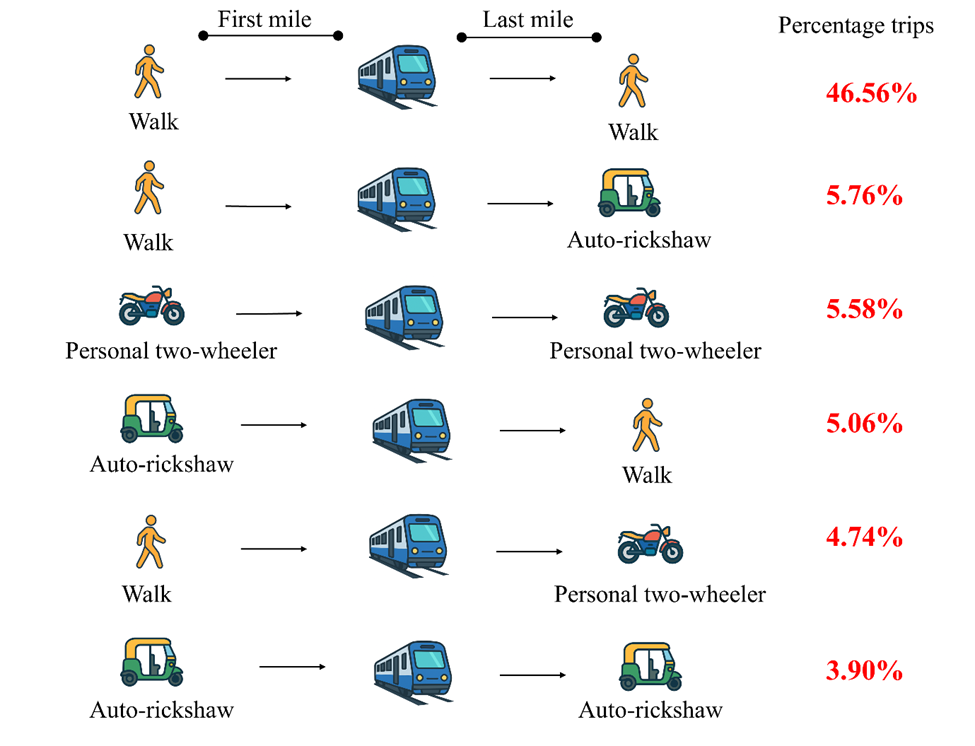 First mile
Last mile
Percentage trips
Walk
Walk
46.56%
Walk
Auto-rickshaw
5.76%
Personal two-wheeler
Personal two-wheeler
5.58%
Auto-rickshaw
Walk
5.06%
Walk
Personal two-wheeler
4.74%
Auto-rickshaw
Auto-rickshaw
3.90%